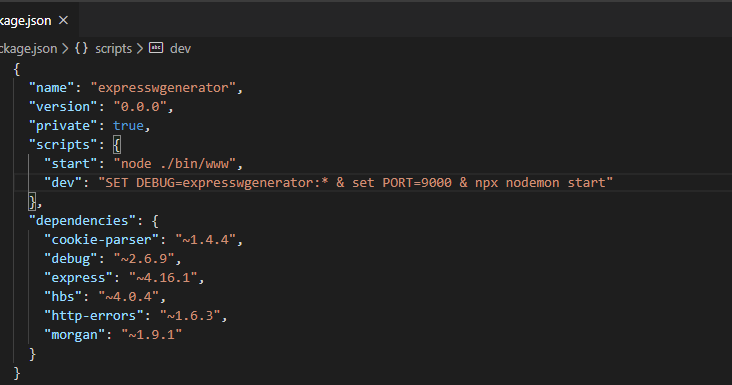 kage.json ×
ckage.json > {} scripts > abc dev
{
"name": "expresswgenerator",
"version": "0.0.0",
"private": true,
"scripts": {
"start": "node ./bin/www",
"dev": "SET DEBUG=expresswgenerator:* & set PORT=9000 & npx nodemon start"
},
"dependencies": {
"cookie-parser": "~1.4.4",
"debug": "~2.6.9",
"express": "~4.16.1",
"hbs": "~4.0.4",
"http-errors": "~1.6.3",
"morgan": "~1.9.1"
}
}